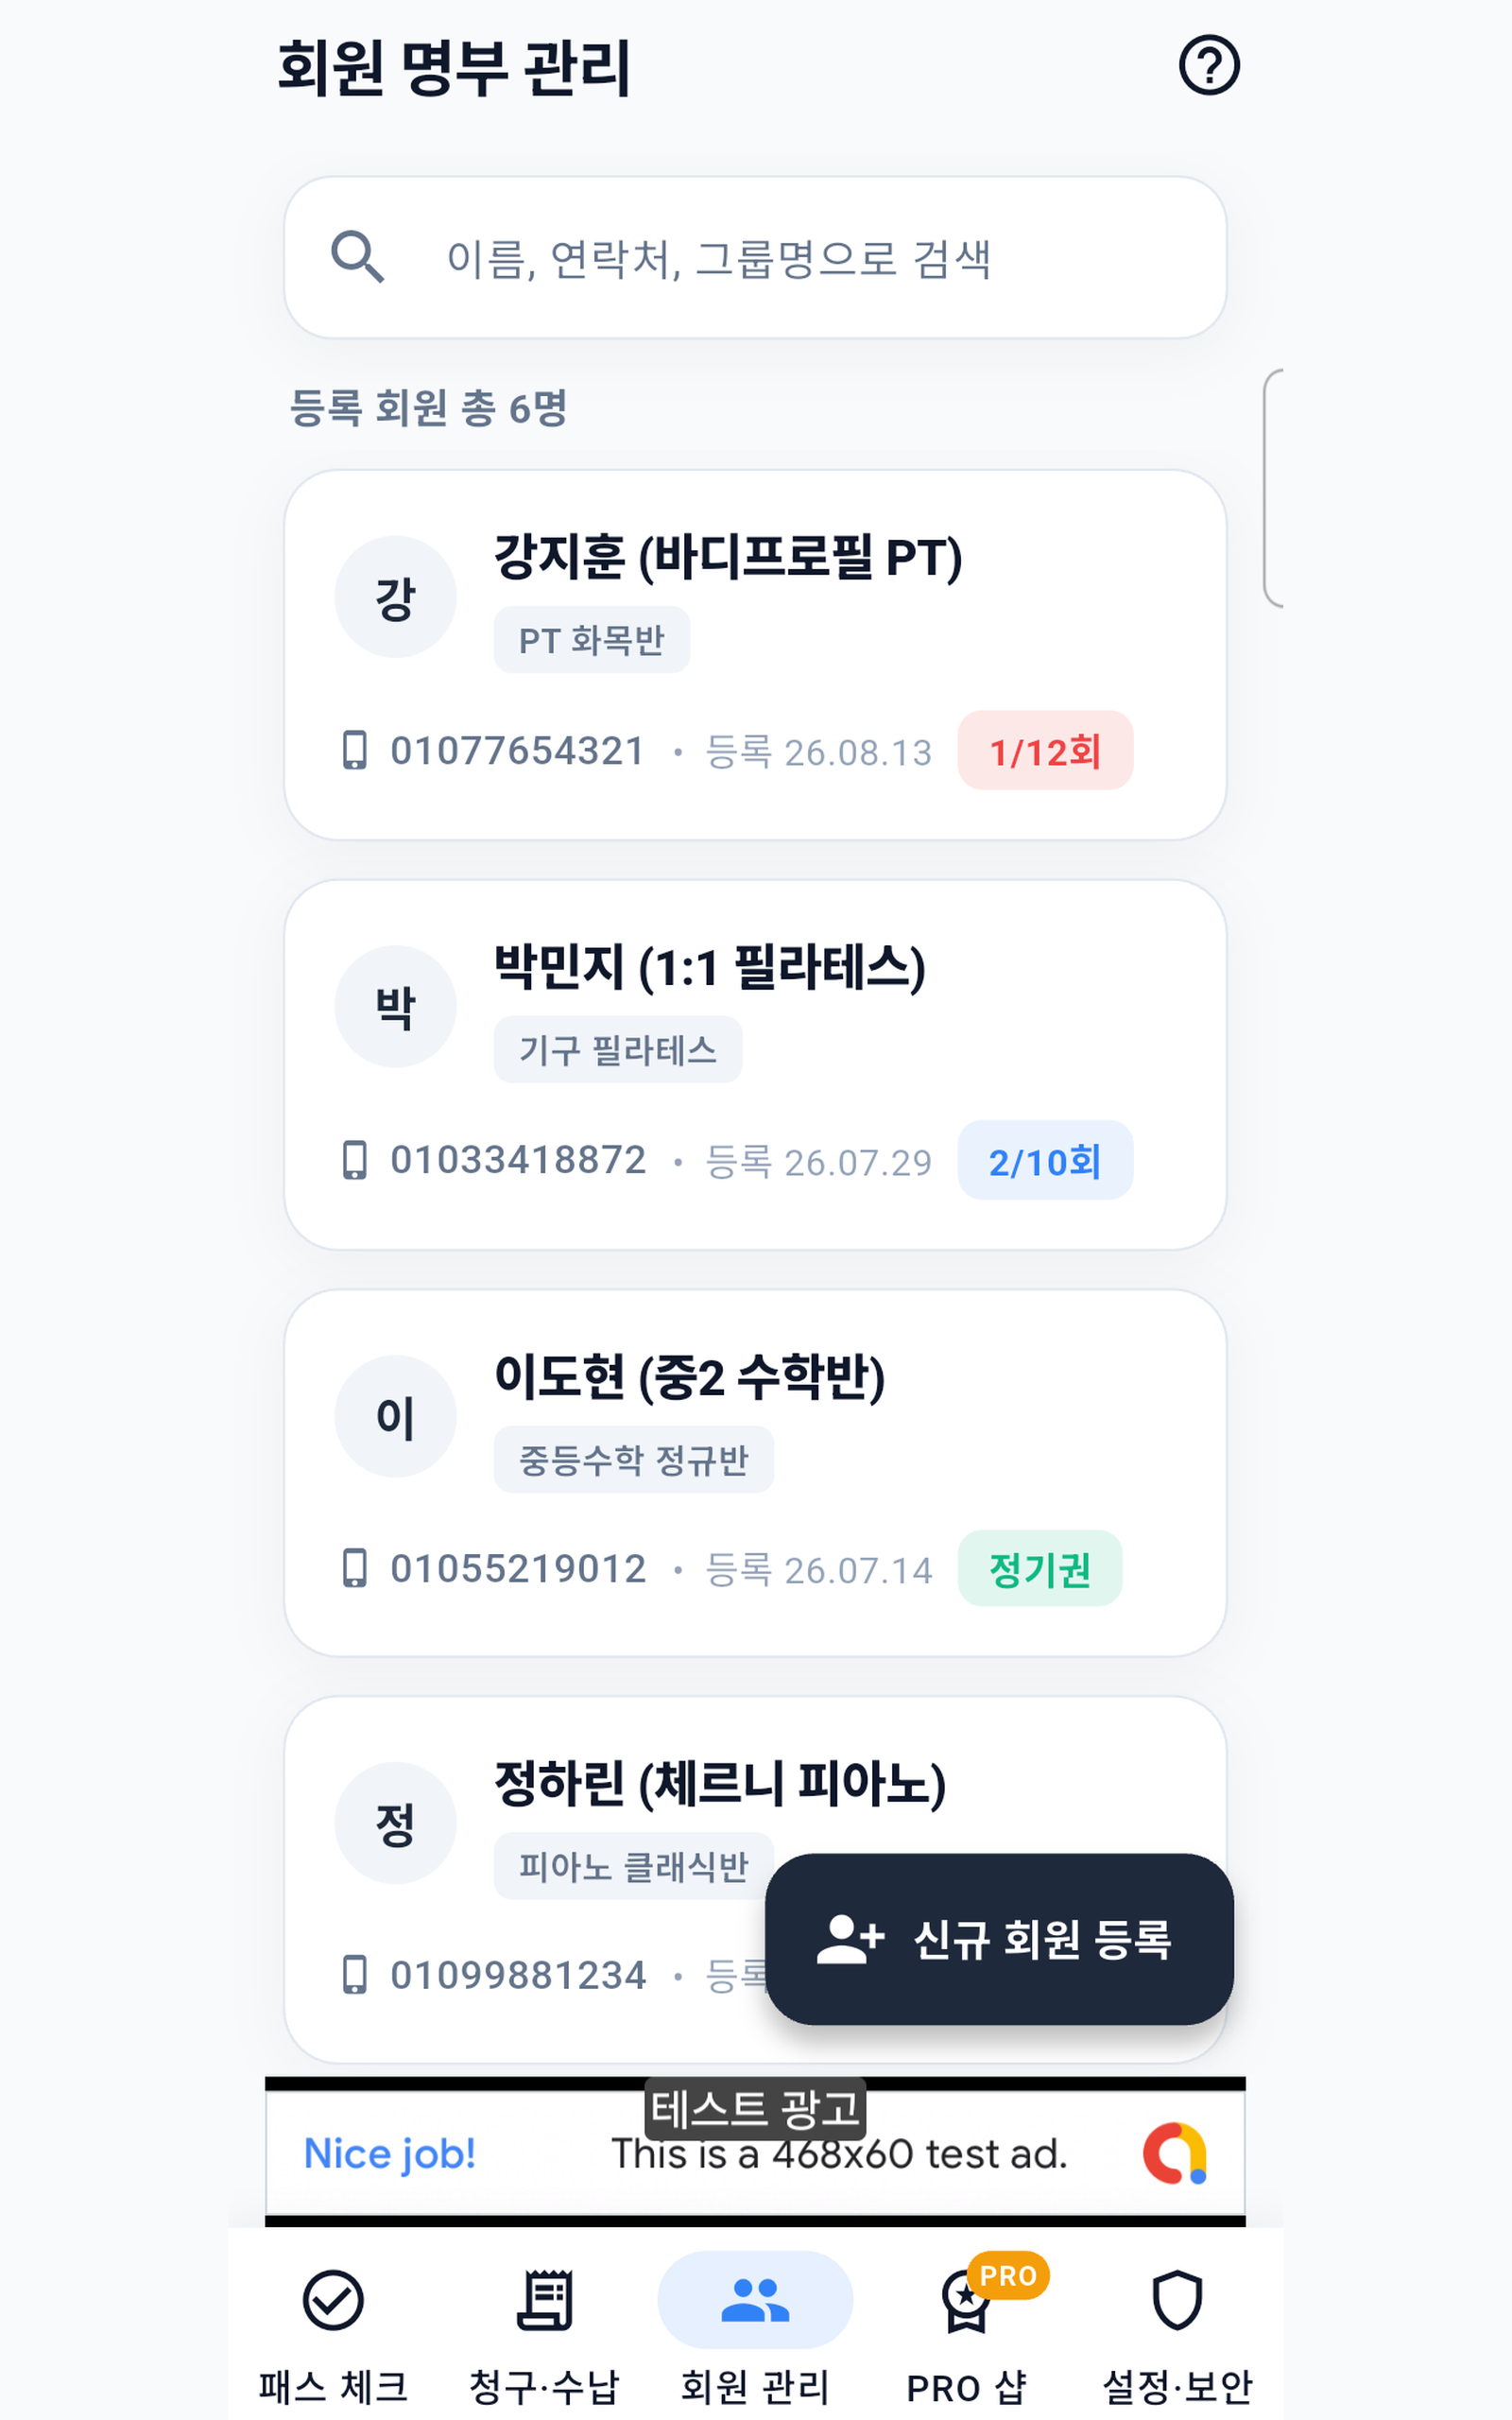 회원 명부 관리
이름, 연락처, 그룹명으로 검색
등록 회원 총 6명
강
강지훈 (바디프로필 PT)
PT 화목반
01077654321 • 등록 26.08.13 1/12회
박
박민지 (1:1 필라테스)
기구 필라테스
01033418872 • 등록 26.07.29 2/10회
이
이도현 (중2 수학반)
중등수학 정규반
01055219012 • 등록 26.07.14 정기권
정
정하린 (체르니 피아노)
피아노 클래식반
01099881234 • 등록
신규 회원 등록
테스트 광고
Nice job! This is a 468x60 test ad.
PRO
패스 체크 청구·수납 회원 관리 PRO 샵 설정·보안